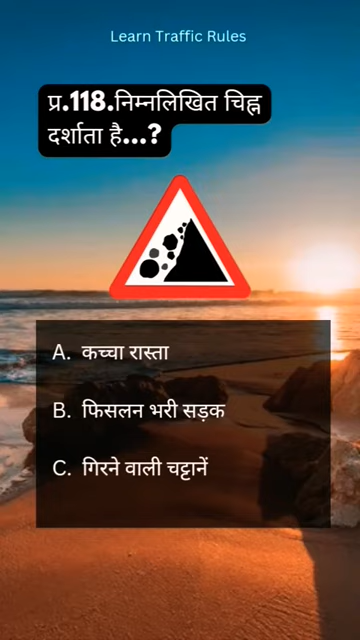 Learn Traffic Rules
प्र.118.निम्नलिखित चिह्न
दर्शाता है...?
A. कच्चा रास्ता
B. फिसलन भरी सड़क
C. गिरने वाली चट्टानें